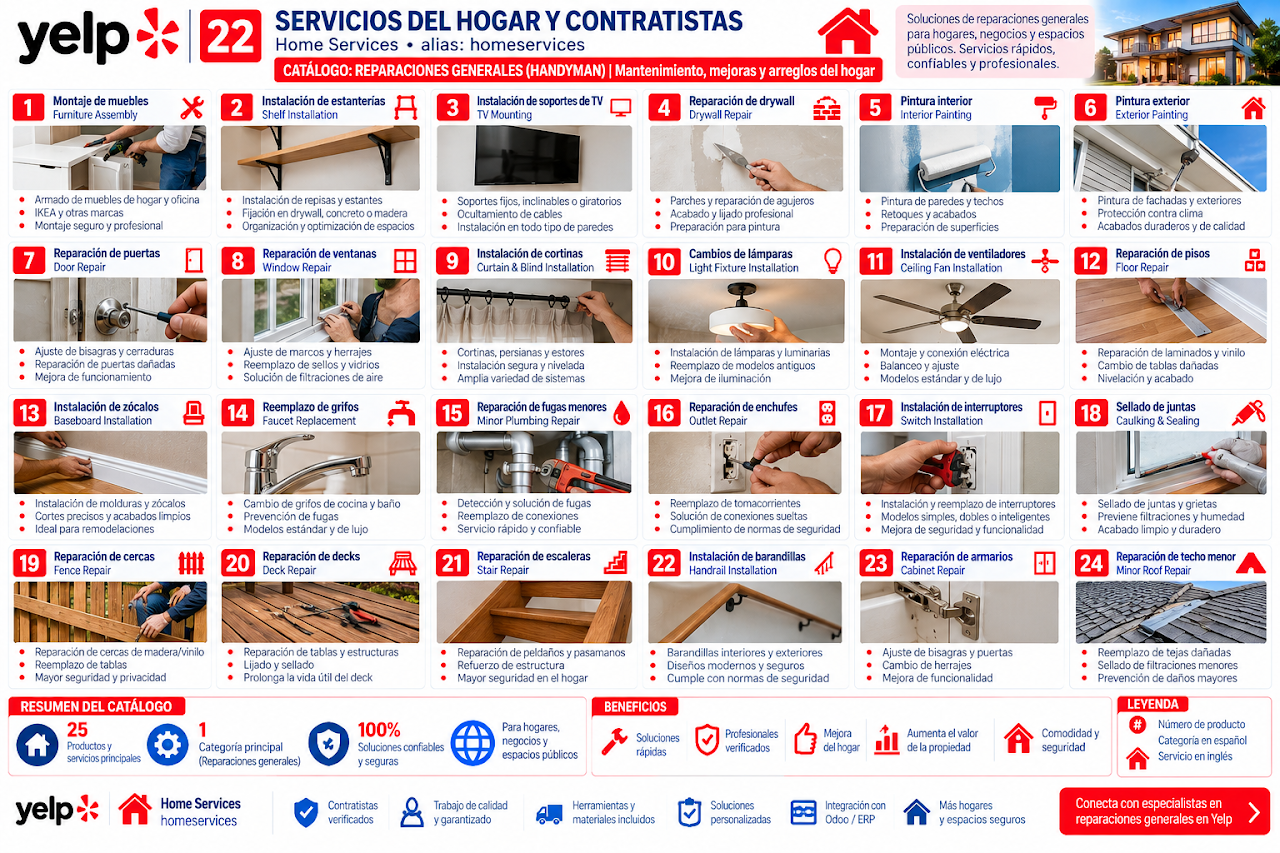 yelp
22
SERVICIOS DEL HOGAR Y CONTRATISTAS
Home Services • alias: homeservices
CATÁLOGO: REPARACIONES GENERALES (HANDYMAN) | Mantenimiento, mejoras y arreglos del hogar
Soluciones de reparaciones generales
para hogares, negocios y espacios
públicos. Servicios rápidos,
confiables y profesionales.
1
Montaje de muebles
Furniture Assembly
• Armado de muebles de hogar y oficina
• IKEA y otras marcas
• Montaje seguro y profesional
2
Instalación de estanterías
Shelf Installation
• Instalación de repisas y estantes
• Fijación en drywall, concreto o madera
• Organización y optimización de espacios
3
Instalación de soportes de TV
TV Mounting
• Soportes fijos, inclinables o giratorios
• Ocultamiento de cables
• Instalación en todo tipo de paredes
4
Reparación de drywall
Drywall Repair
• Parches y reparación de agujeros
• Acabado y lijado profesional
• Preparación para pintura
5
Pintura interior
Interior Painting
• Pintura de paredes y techos
• Retoques y acabados
• Preparación de superficies
6
Pintura exterior
Exterior Painting
• Pintura de fachadas y exteriores
• Protección contra clima
• Acabados duraderos y de calidad
7
Reparación de puertas
Door Repair
• Ajuste de bisagras y cerraduras
• Reparación de puertas dañadas
• Mejora de funcionamiento
8
Reparación de ventanas
Window Repair
• Ajuste de marcos y herrajes
• Reemplazo de sellos y vidrios
• Solución de filtraciones de aire
9
Instalación de cortinas
Curtain & Blind Installation
• Cortinas, persianas y estores
• Instalación segura y nivelada
• Amplia variedad de sistemas
10
Cambios de lámparas
Light Fixture Installation
• Instalación de lámparas y luminarias
• Reemplazo de modelos antiguos
• Mejora de iluminación
11
Instalación de ventiladores
Ceiling Fan Installation
• Montaje y conexión eléctrica
• Balanceo y ajuste
• Modelos estándar y de lujo
12
Reparación de pisos
Floor Repair
• Reparación de laminados y vinilo
• Cambio de tablas dañadas
• Nivelación y acabado
13
Instalación de zócalos
Baseboard Installation
• Instalación de molduras y zócalos
• Cortes precisos y acabados limpios
• Ideal para remodelaciones
14
Reemplazo de grifos
Faucet Replacement
• Cambio de grifos de cocina y baño
• Prevención de fugas
• Modelos estándar y de lujo
15
Reparación de fugas menores
Minor Plumbing Repair
• Detección y solución de fugas
• Reemplazo de conexiones
• Servicio rápido y confiable
16
Reparación de enchufes
Outlet Repair
• Reemplazo de tomacorrientes
• Solución de conexiones sueltas
• Cumplimiento de normas de seguridad
17
Instalación de interruptores
Switch Installation
• Instalación y reemplazo de interruptores
• Modelos simples, dobles o inteligentes
• Mejora de seguridad y funcionalidad
18
Sellado de juntas
Caulking & Sealing
• Sellado de juntas y grietas
• Previene filtraciones y humedad
• Acabado limpio y duradero
19
Reparación de cercas
Fence Repair
• Reparación de cercas de madera/vinilo
• Reemplazo de tablas
• Mayor seguridad y privacidad
20
Reparación de decks
Deck Repair
• Reparación de tablas y estructuras
• Lijado y sellado
• Prolonga la vida útil del deck
21
Reparación de escaleras
Stair Repair
• Reparación de peldaños y pasamanos
• Refuerzo de estructura
• Mayor seguridad en el hogar
22
Instalación de barandillas
Handrail Installation
• Barandillas interiores y exteriores
• Diseños modernos y seguros
• Cumple con normas de seguridad
23
Reparación de armarios
Cabinet Repair
• Ajuste de bisagras y puertas
• Cambio de herrajes
• Mejora de funcionalidad
24
Reparación de techo menor
Minor Roof Repair
• Reemplazo de tejas dañadas
• Sellado de filtraciones menores
• Prevención de daños mayores
RESUMEN DEL CATÁLOGO
25
Productos y
servicios principales
1
Categoría principal
(Reparaciones generales)
100%
Soluciones confiables
y seguras
Para hogares,
negocios y
espacios públicos
BENEFICIOS
Soluciones
rápidas
Profesionales
verificados
Mejora
del hogar
Aumenta el valor
de la propiedad
Comodidad y
seguridad
LEYENDA
#
Número de producto
Categoría en español
Servicio en inglés
yelp
Home Services
homeservices
Contratistas
verificados
Trabajo de calidad
y garantizado
Herramientas y
materiales incluidos
Soluciones
personalizadas
Integración con
Odoo / ERP
Más hogares
y espacios seguros
Conecta con especialistas en
reparaciones generales en Yelp